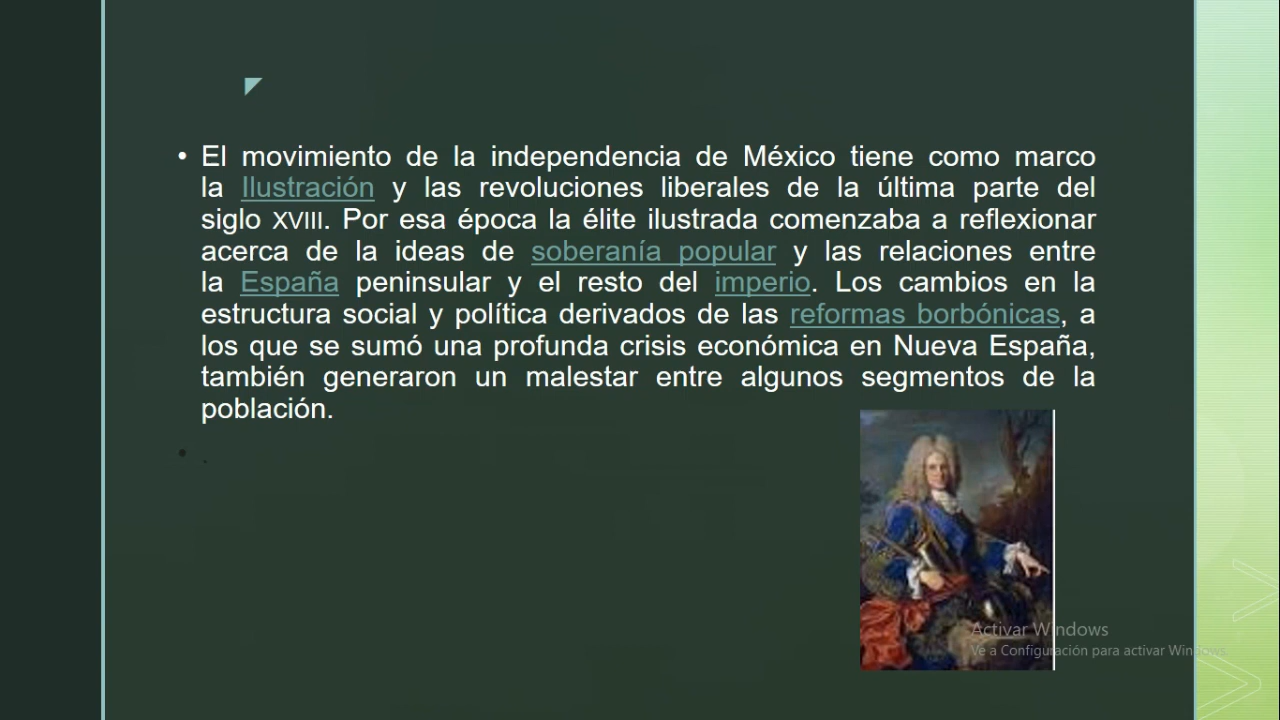 • El movimiento de la independencia de México tiene como marco
la Ilustración y las revoluciones liberales de la última parte del
siglo XVIII. Por esa época la élite ilustrada comenzaba a reflexionar
acerca de la ideas de soberanía popular y las relaciones entre
la España peninsular y el resto del imperio. Los cambios en la
estructura social y política derivados de las reformas borbónicas, a
los que se sumó una profunda crisis económica en Nueva España,
también generaron un malestar entre algunos segmentos de la
población.
• .
Activar Windows
Ve a Configuración para activar Windows.